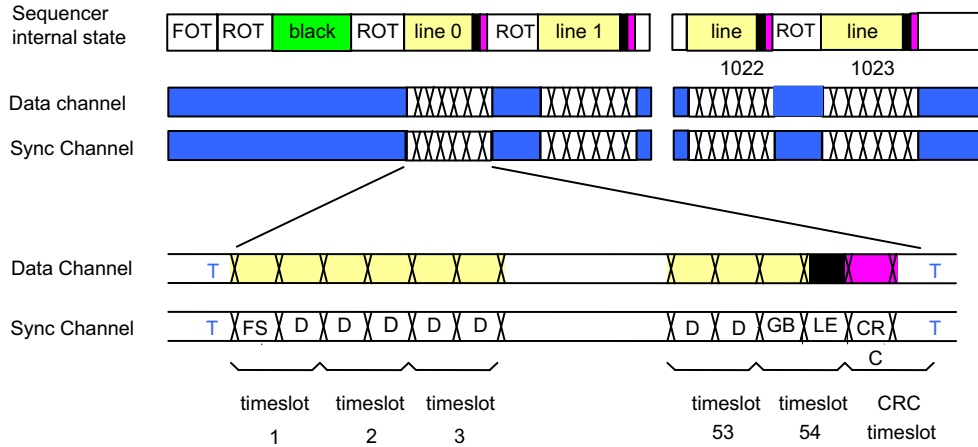 Sequencer
internal state
FOT ROT black ROT line 0 ROT line 1 line ROT line
1022 1023
Data channel
Sync Channel
Data Channel T T
Sync Channel T FS D D D D D D D GB LE CR T
C
timeslot timeslot timeslot timeslot timeslot CRC
1 2 3 53 54 timeslot